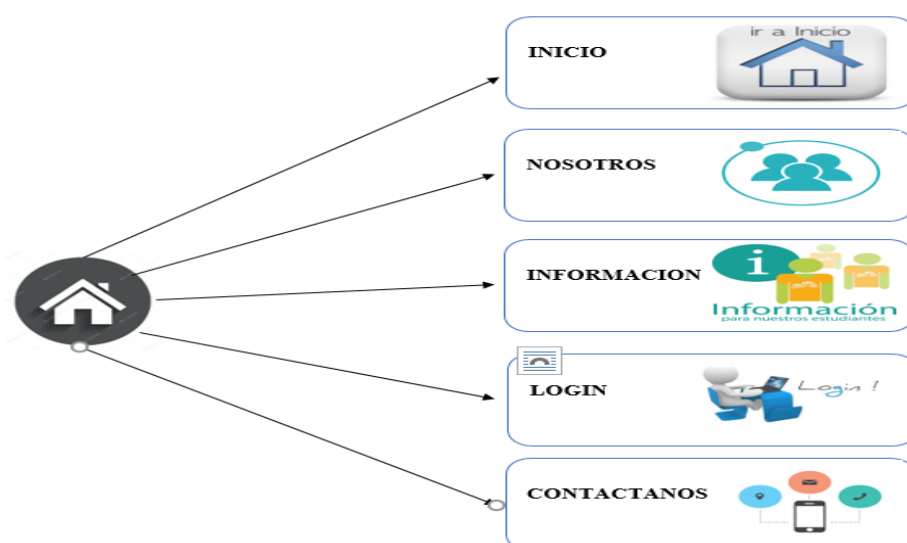 ir a Inicio
INICIO
NOSOTROS
INFORMACION
i
Información
para nuestros estudiantes
LOGIN
Login !
CONTACTANOS